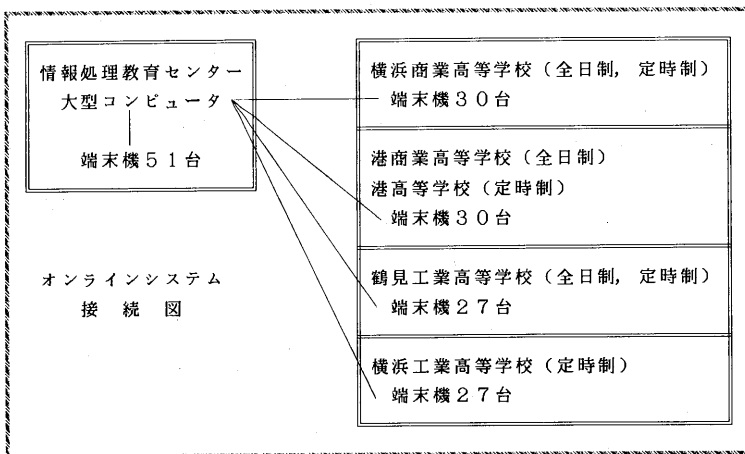 情報処理教育センター
大型コンピュータ
端末機５１台
オンラインシステム
接続図
横浜商業高等学校（全日制，定時制）
端末機３０台
港商業高等学校（全日制）
港高等学校（定時制）
端末機３０台
鶴見工業高等学校（全日制，定時制）
端末機２７台
横浜工業高等学校（定時制）
端末機２７台